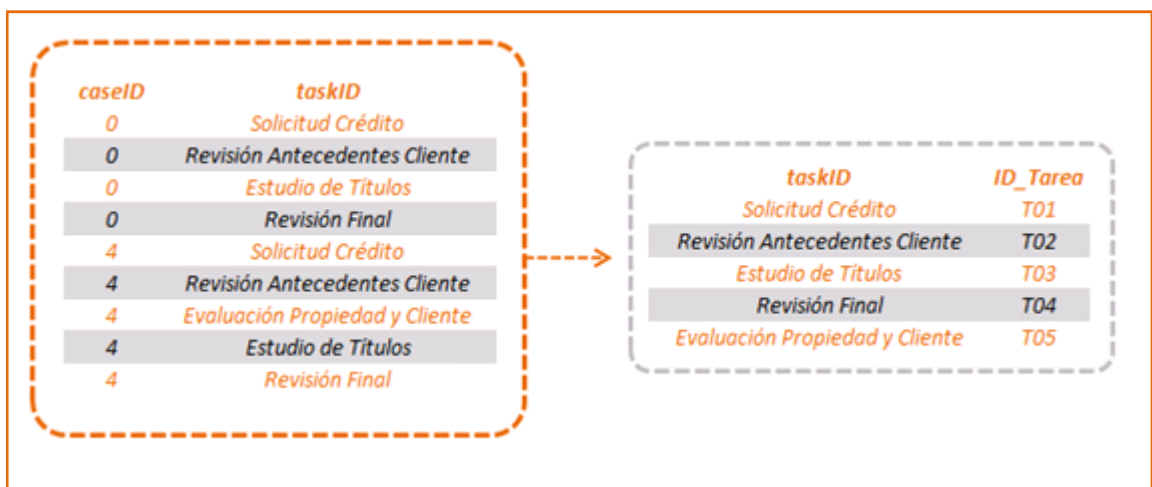 caseID taskID
0 Solicitud Crédito
0 Revisión Antecedentes Cliente
0 Estudio de Títulos
0 Revisión Final
4 Solicitud Crédito
4 Revisión Antecedentes Cliente
4 Evaluación Propiedad y Cliente
4 Estudio de Títulos
4 Revisión Final
taskID ID_Tarea
Solicitud Crédito T01
Revisión Antecedentes Cliente T02
Estudio de Títulos T03
Revisión Final T04
Evaluación Propiedad y Cliente T05